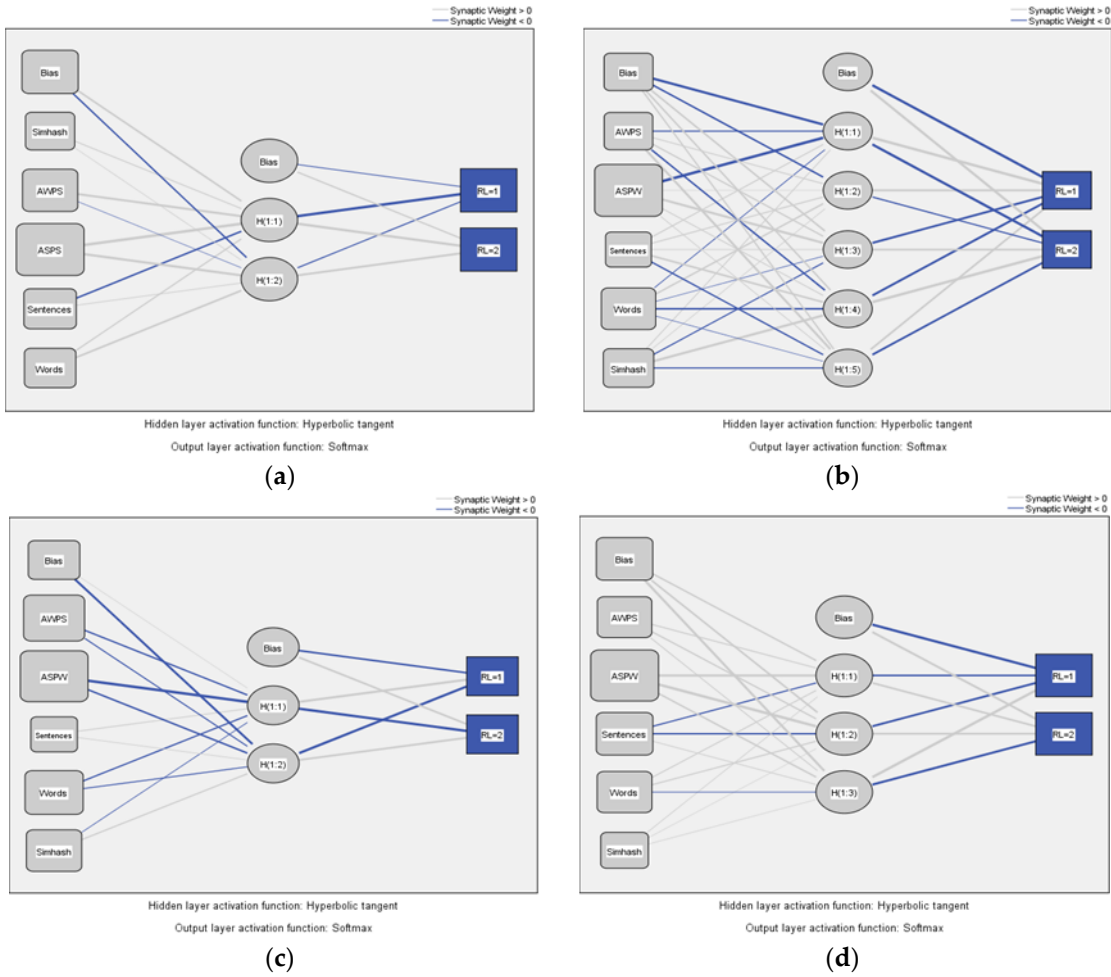 Synaptic Weight > 0
Synaptic Weight < 0
Bias
Simhash
AWPS
ASPS
Sentences
Words
Bias
H(1:1)
H(1:2)
RL=1
RL=2
Hidden layer activation function: Hyperbolic tangent
Output layer activation function: Softmax
(a)
Synaptic Weight > 0
Synaptic Weight < 0
Bias
AWPS
ASPW
Sentences
Words
Simhash
Bias
H(1:1)
H(1:2)
H(1:3)
H(1:4)
H(1:5)
RL=1
RL=2
Hidden layer activation function: Hyperbolic tangent
Output layer activation function: Softmax
(b)
Synaptic Weight > 0
Synaptic Weight < 0
Bias
AWPS
ASPW
Sentences
Words
Simhash
Bias
H(1:1)
H(1:2)
RL=1
RL=2
Hidden layer activation function: Hyperbolic tangent
Output layer activation function: Softmax
(c)
Synaptic Weight > 0
Synaptic Weight < 0
Bias
AWPS
ASPW
Sentences
Words
Simhash
Bias
H(1:1)
H(1:2)
H(1:3)
RL=1
RL=2
Hidden layer activation function: Hyperbolic tangent
Output layer activation function: Softmax
(d)